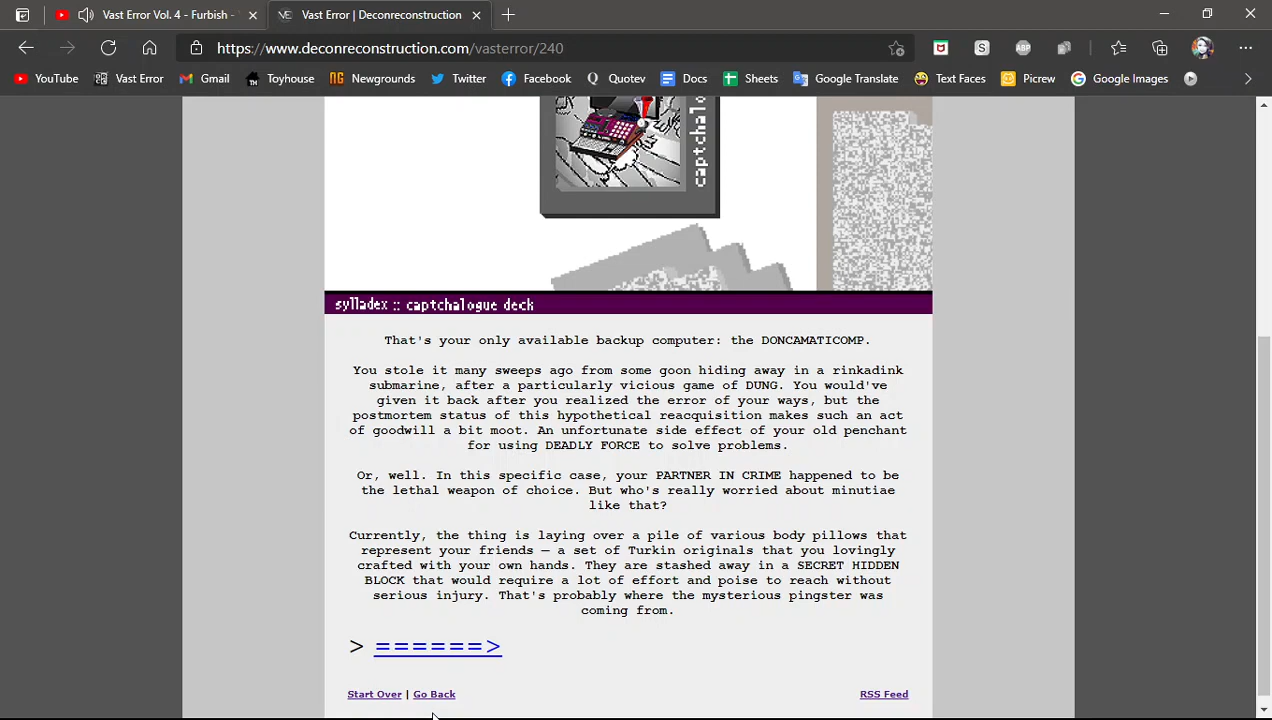 Vast Error Vol. 4 - Furbish -
Vast Error | Deconreconstruction
https://www.deconreconstruction.com/vasterror/240
YouTube Vast Error Gmail Toyhouse Newgrounds Twitter Facebook Quotev Docs Sheets Google Translate Text Faces Picrew Google Images
captchalo
sylladex :: captchalogue deck
That's your only available backup computer: the DONCAMATICOMP.
You stole it many sweeps ago from some goon hiding away in a rinkadink
submarine, after a particularly vicious game of DUNG. You would've
given it back after you realized the error of your ways, but the
postmortem status of this hypothetical reacquisition makes such an act
of goodwill a bit moot. An unfortunate side effect of your old penchant
for using DEADLY FORCE to solve problems.
Or, well. In this specific case, your PARTNER IN CRIME happened to be
the lethal weapon of choice. But who's really worried about minutiae
like that?
Currently, the thing is laying over a pile of various body pillows that
represent your friends — a set of Turkin originals that you lovingly
crafted with your own hands. They are stashed away in a SECRET HIDDEN
BLOCK that would require a lot of effort and poise to reach without
serious injury. That's probably where the mysterious pingster was
coming from.
> ======>
Start Over | Go Back
RSS Feed